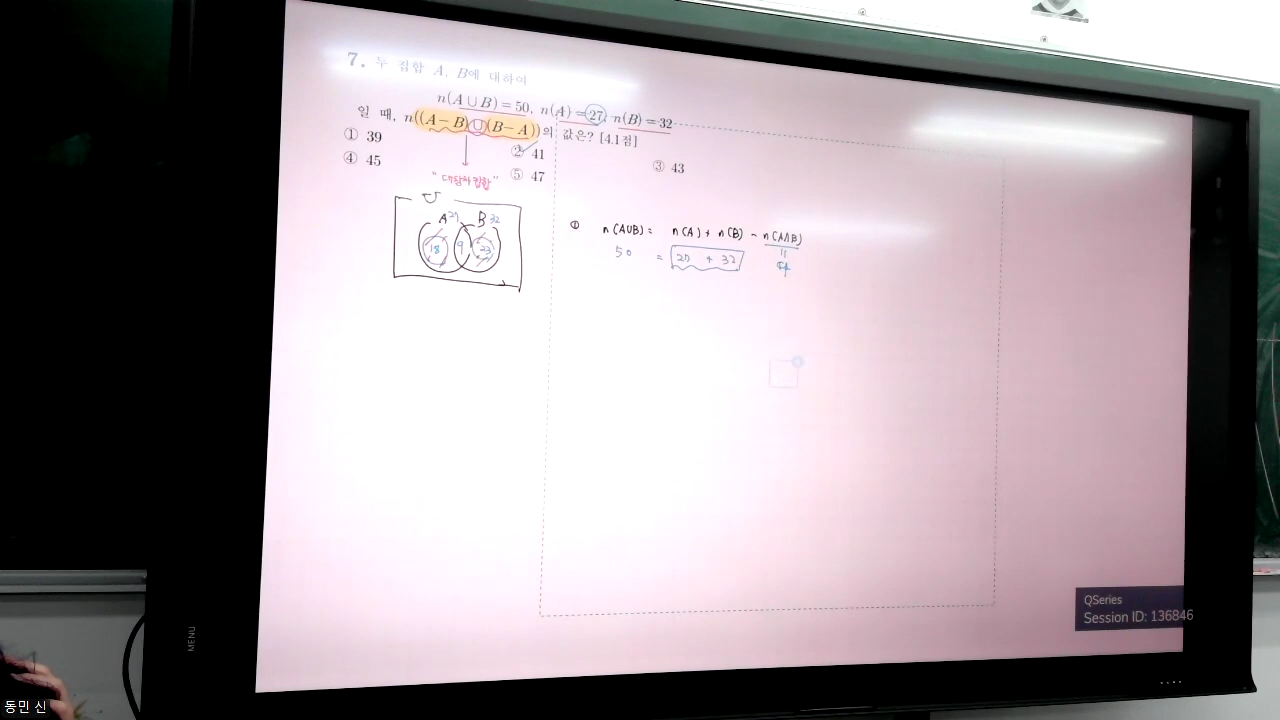 7. 두 집합 A, B에 대하여
n(A∪B)=50, n(A)=27, n(B)=32
일 때, n((A-B)∪(B-A))의 값은? [4.1점]
① 39
② 41
③ 43
④ 45
⑤ 47
"대칭차집합"
U
A 27 B 32
18 9 23
① n(A∪B) = n(A) + n(B) - n(A∩B)
50 = 27 + 32
QSeries
Session ID: 136846
MENU
동민 신